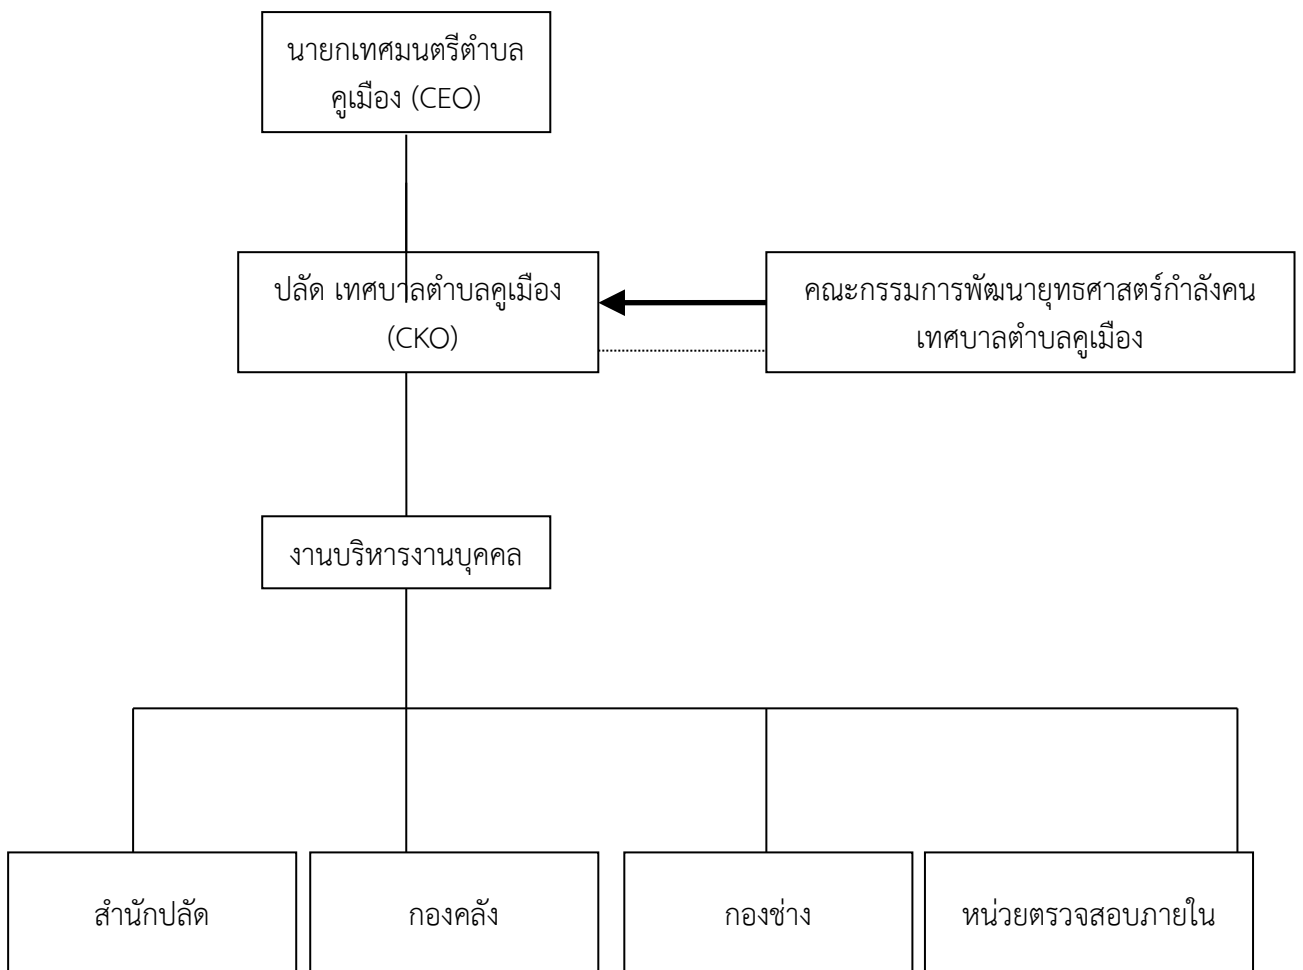 นายกเทศมนตรีตำบล
คูเมือง (CEO)
ปลัด เทศบาลตำบลคูเมือง
(CKO)
คณะกรรมการพัฒนายุทธศาสตร์กำลังคน
เทศบาลตำบลคูเมือง
งานบริหารงานบุคคล
สำนักปลัด
กองคลัง
กองช่าง
หน่วยตรวจสอบภายใน